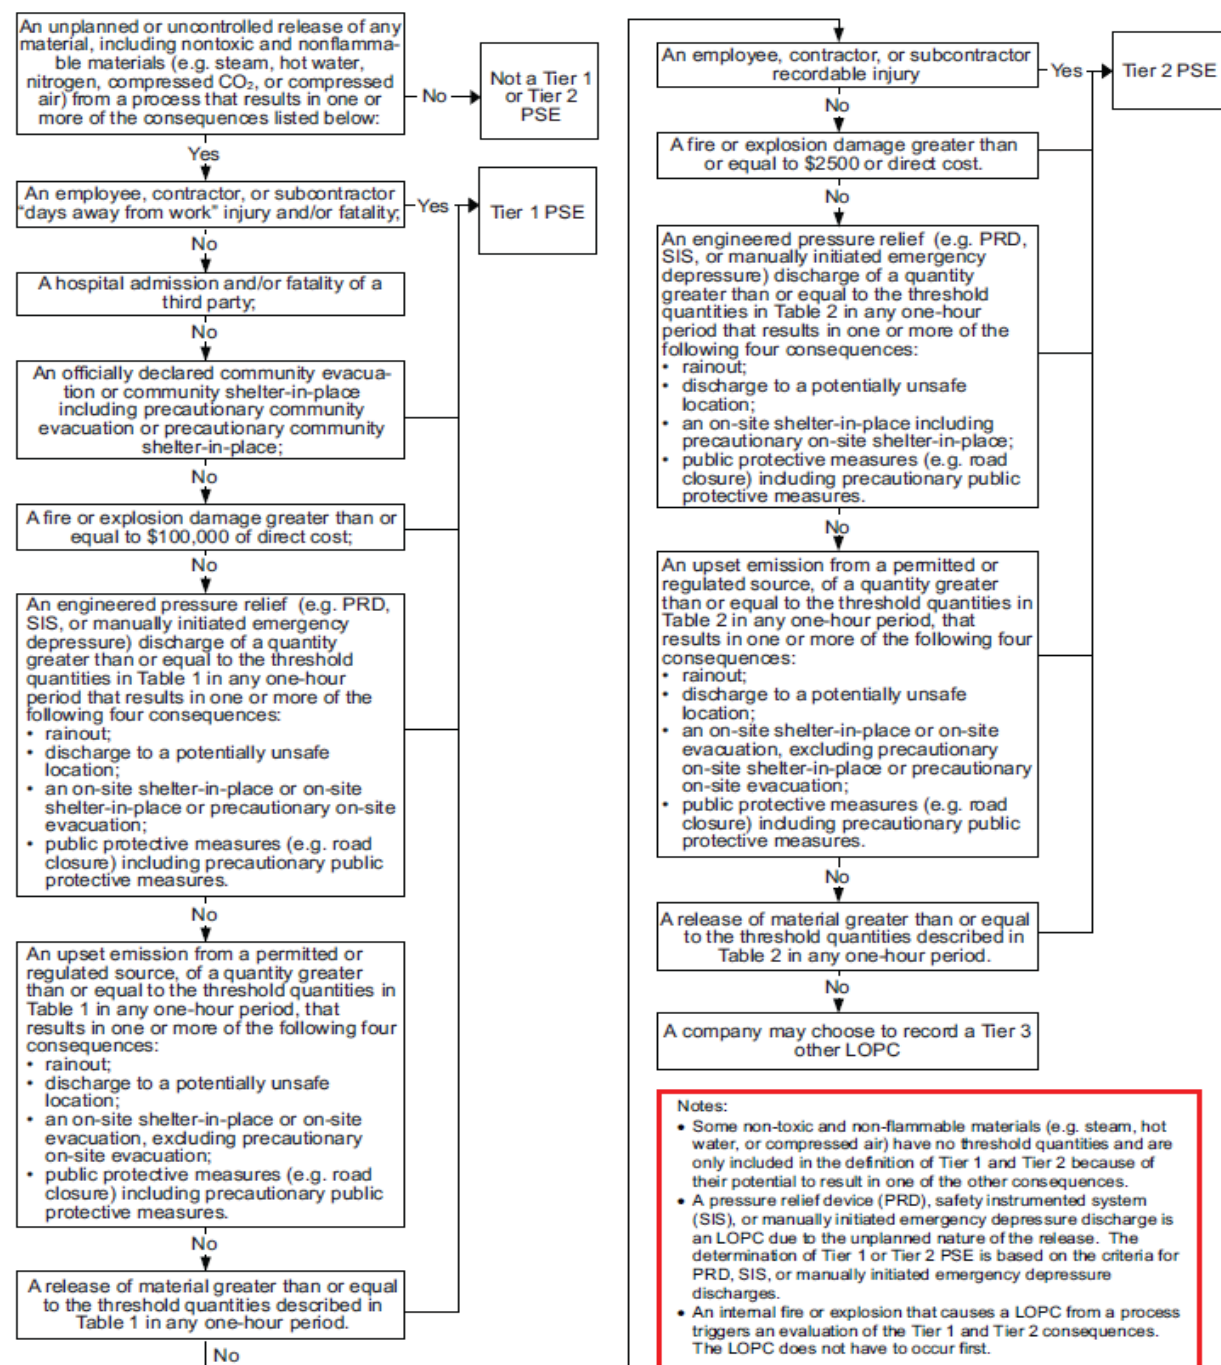 An unplanned or uncontrolled release of any
material, including nontoxic and nonflamma-
ble materials (e.g. steam, hot water,
nitrogen, compressed CO₂, or compressed
air) from a process that results in one or
more of the consequences listed below:
No
Not a Tier 1
or Tier 2
PSE
Yes
An employee, contractor, or subcontractor
"days away from work" injury and/or fatality;
Yes
Tier 1 PSE
No
A hospital admission and/or fatality of a
third party;
No
An officially declared community evacua-
tion or community shelter-in-place
including precautionary community
evacuation or precautionary community
shelter-in-place;
No
A fire or explosion damage greater than or
equal to $100,000 of direct cost;
No
An engineered pressure relief (e.g. PRD,
SIS, or manually initiated emergency
depressure) discharge of a quantity
greater than or equal to the threshold
quantities in Table 1 in any one-hour
period that results in one or more of the
following four consequences:
• rainout;
• discharge to a potentially unsafe
location;
• an on-site shelter-in-place or on-site
shelter-in-place or precautionary on-site
evacuation;
• public protective measures (e.g. road
closure) including precautionary public
protective measures.
No
An upset emission from a permitted or
regulated source, of a quantity greater
than or equal to the threshold quantities in
Table 1 in any one-hour period, that
results in one or more of the following four
consequences:
• rainout;
• discharge to a potentially unsafe
location;
• an on-site shelter-in-place or on-site
evacuation, excluding precautionary
on-site evacuation;
• public protective measures (e.g. road
closure) including precautionary public
protective measures.
No
A release of material greater than or equal
to the threshold quantities described in
Table 1 in any one-hour period.
No
An employee, contractor, or subcontractor
recordable injury
Yes
Tier 2 PSE
No
A fire or explosion damage greater than
or equal to $2500 or direct cost.
No
An engineered pressure relief (e.g. PRD,
SIS, or manually initiated emergency
depressure) discharge of a quantity
greater than or equal to the threshold
quantities in Table 2 in any one-hour
period that results in one or more of the
following four consequences:
• rainout;
• discharge to a potentially unsafe
location;
• an on-site shelter-in-place including
precautionary on-site shelter-in-place;
• public protective measures (e.g. road
closure) including precautionary public
protective measures.
No
An upset emission from a permitted or
regulated source, of a quantity greater
than or equal to the threshold quantities in
Table 2 in any one-hour period, that
results in one or more of the following four
consequences:
• rainout;
• discharge to a potentially unsafe
location;
• an on-site shelter-in-place or on-site
evacuation, excluding precautionary
on-site shelter-in-place or precautionary
on-site evacuation;
• public protective measures (e.g. road
closure) including precautionary public
protective measures.
No
A release of material greater than or equal
to the threshold quantities described in
Table 2 in any one-hour period.
No
A company may choose to record a Tier 3
other LOPC
Notes:
• Some non-toxic and non-flammable materials (e.g. steam, hot
water, or compressed air) have no threshold quantities and are
only included in the definition of Tier 1 and Tier 2 because of
their potential to result in one of the other consequences.
• A pressure relief device (PRD), safety instrumented system
(SIS), or manually initiated emergency depressure discharge is
an LOPC due to the unplanned nature of the release. The
determination of Tier 1 or Tier 2 PSE is based on the criteria for
PRD, SIS, or manually initiated emergency depressure
discharges.
• An internal fire or explosion that causes a LOPC from a process
triggers an evaluation of the Tier 1 and Tier 2 consequences.
The LOPC does not have to occur first.